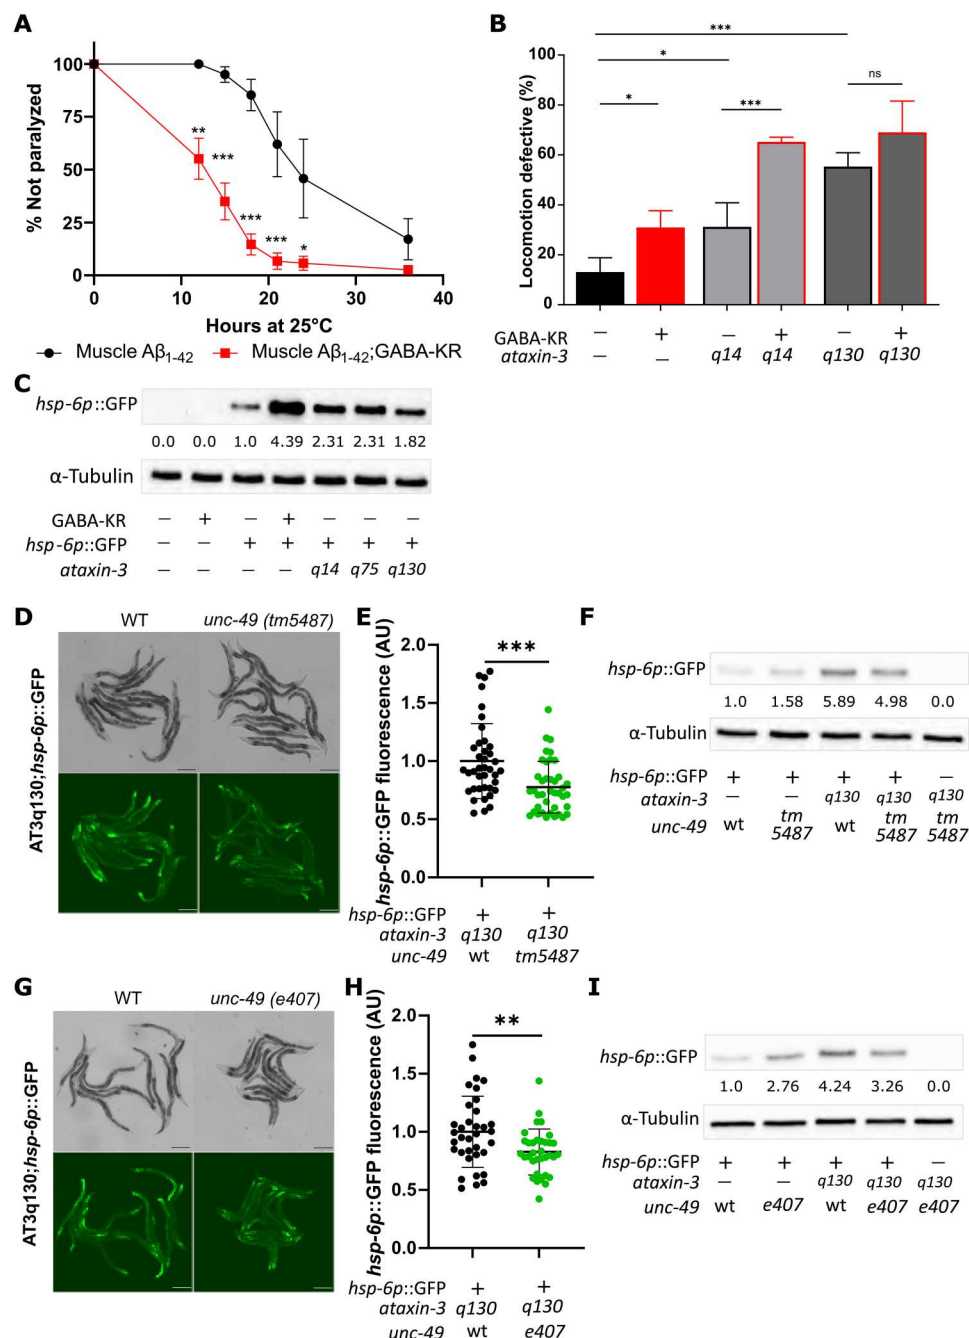 A
% Not paralyzed
100
75
50
25
0
** *** *** *** *
0 10 20 30 40
Hours at 25°C
Muscle Aβ1-42 Muscle Aβ1-42;GABA-KR
B
Locomotion defective (%)
100
80
60
40
20
0
***
*
* *** ns
GABA-KR – + – + – +
ataxin-3 – – q14 q14 q130 q130
C
hsp-6p::GFP
0.0 0.0 1.0 4.39 2.31 2.31 1.82
α-Tubulin
GABA-KR – + – + – – –
hsp-6p::GFP – – + + + + +
ataxin-3 – – – – q14 q75 q130
D
WT unc-49 (tm5487)
AT3q130;hsp-6p::GFP
E
hsp-6p::GFP fluorescence (AU)
2.0
1.5
1.0
0.5
0.0
***
hsp-6p::GFP + +
ataxin-3 q130 q130
unc-49 wt tm5487
F
hsp-6p::GFP
1.0 1.58 5.89 4.98 0.0
α-Tubulin
hsp-6p::GFP + + + + –
ataxin-3 – – q130 q130 q130
unc-49 wt tm 5487 wt tm 5487 tm 5487
G
WT unc-49 (e407)
AT3q130;hsp-6p::GFP
H
hsp-6p::GFP fluorescence (AU)
2.0
1.5
1.0
0.5
0.0
**
hsp-6p::GFP + +
ataxin-3 q130 q130
unc-49 wt e407
I
hsp-6p::GFP
1.0 2.76 4.24 3.26 0.0
α-Tubulin
hsp-6p::GFP + + + + –
ataxin-3 – – q130 q130 q130
unc-49 wt e407 wt e407 e407